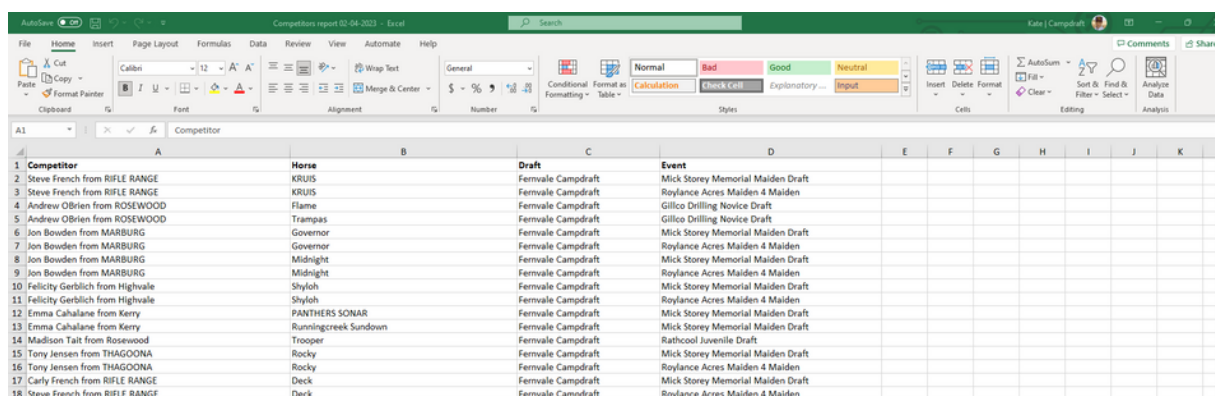 AutoSave On Competitors report 02-04-2023 - Excel Search Kate | Campdraft
File Home Insert Page Layout Formulas Data Review View Automate Help Comments Share
Cut Calibri 12 A A Wrap Text General Normal Bad Good Neutral AutoSum
Copy Fill
Paste Format Painter B I U A Merge & Center $ % Conditional Formatting Format as Table Calculation Check Cell Explanatory ... Input Insert Delete Format Clear Sort & Filter Find & Select Analyze Data
Clipboard Font Alignment Number Styles Cells Editing Analysis
A1 fx Competitor
A B C D E F G H I J K
1 Competitor Horse Draft Event
2 Steve French from RIFLE RANGE KRUIS Fernvale Campdraft Mick Storey Memorial Maiden Draft
3 Steve French from RIFLE RANGE KRUIS Fernvale Campdraft Roylance Acres Maiden 4 Maiden
4 Andrew OBrien from ROSEWOOD Flame Fernvale Campdraft Gillco Drilling Novice Draft
5 Andrew OBrien from ROSEWOOD Trampas Fernvale Campdraft Gillco Drilling Novice Draft
6 Jon Bowden from MARBURG Governor Fernvale Campdraft Mick Storey Memorial Maiden Draft
7 Jon Bowden from MARBURG Governor Fernvale Campdraft Roylance Acres Maiden 4 Maiden
8 Jon Bowden from MARBURG Midnight Fernvale Campdraft Mick Storey Memorial Maiden Draft
9 Jon Bowden from MARBURG Midnight Fernvale Campdraft Roylance Acres Maiden 4 Maiden
10 Felicity Gerblich from Highvale Shyloh Fernvale Campdraft Mick Storey Memorial Maiden Draft
11 Felicity Gerblich from Highvale Shyloh Fernvale Campdraft Roylance Acres Maiden 4 Maiden
12 Emma Cahalane from Kerry PANTHERS SONAR Fernvale Campdraft Mick Storey Memorial Maiden Draft
13 Emma Cahalane from Kerry Runningcreek Sundown Fernvale Campdraft Mick Storey Memorial Maiden Draft
14 Madison Tait from Rosewood Trooper Fernvale Campdraft Rathcool Juvenile Draft
15 Tony Jensen from THAGOONA Rocky Fernvale Campdraft Mick Storey Memorial Maiden Draft
16 Tony Jensen from THAGOONA Rocky Fernvale Campdraft Roylance Acres Maiden 4 Maiden
17 Carly French from RIFLE RANGE Deck Fernvale Campdraft Mick Storey Memorial Maiden Draft
18 Steve French from RIFLE RANGE Deck Fernvale Campdraft Roylance Acres Maiden 4 Maiden